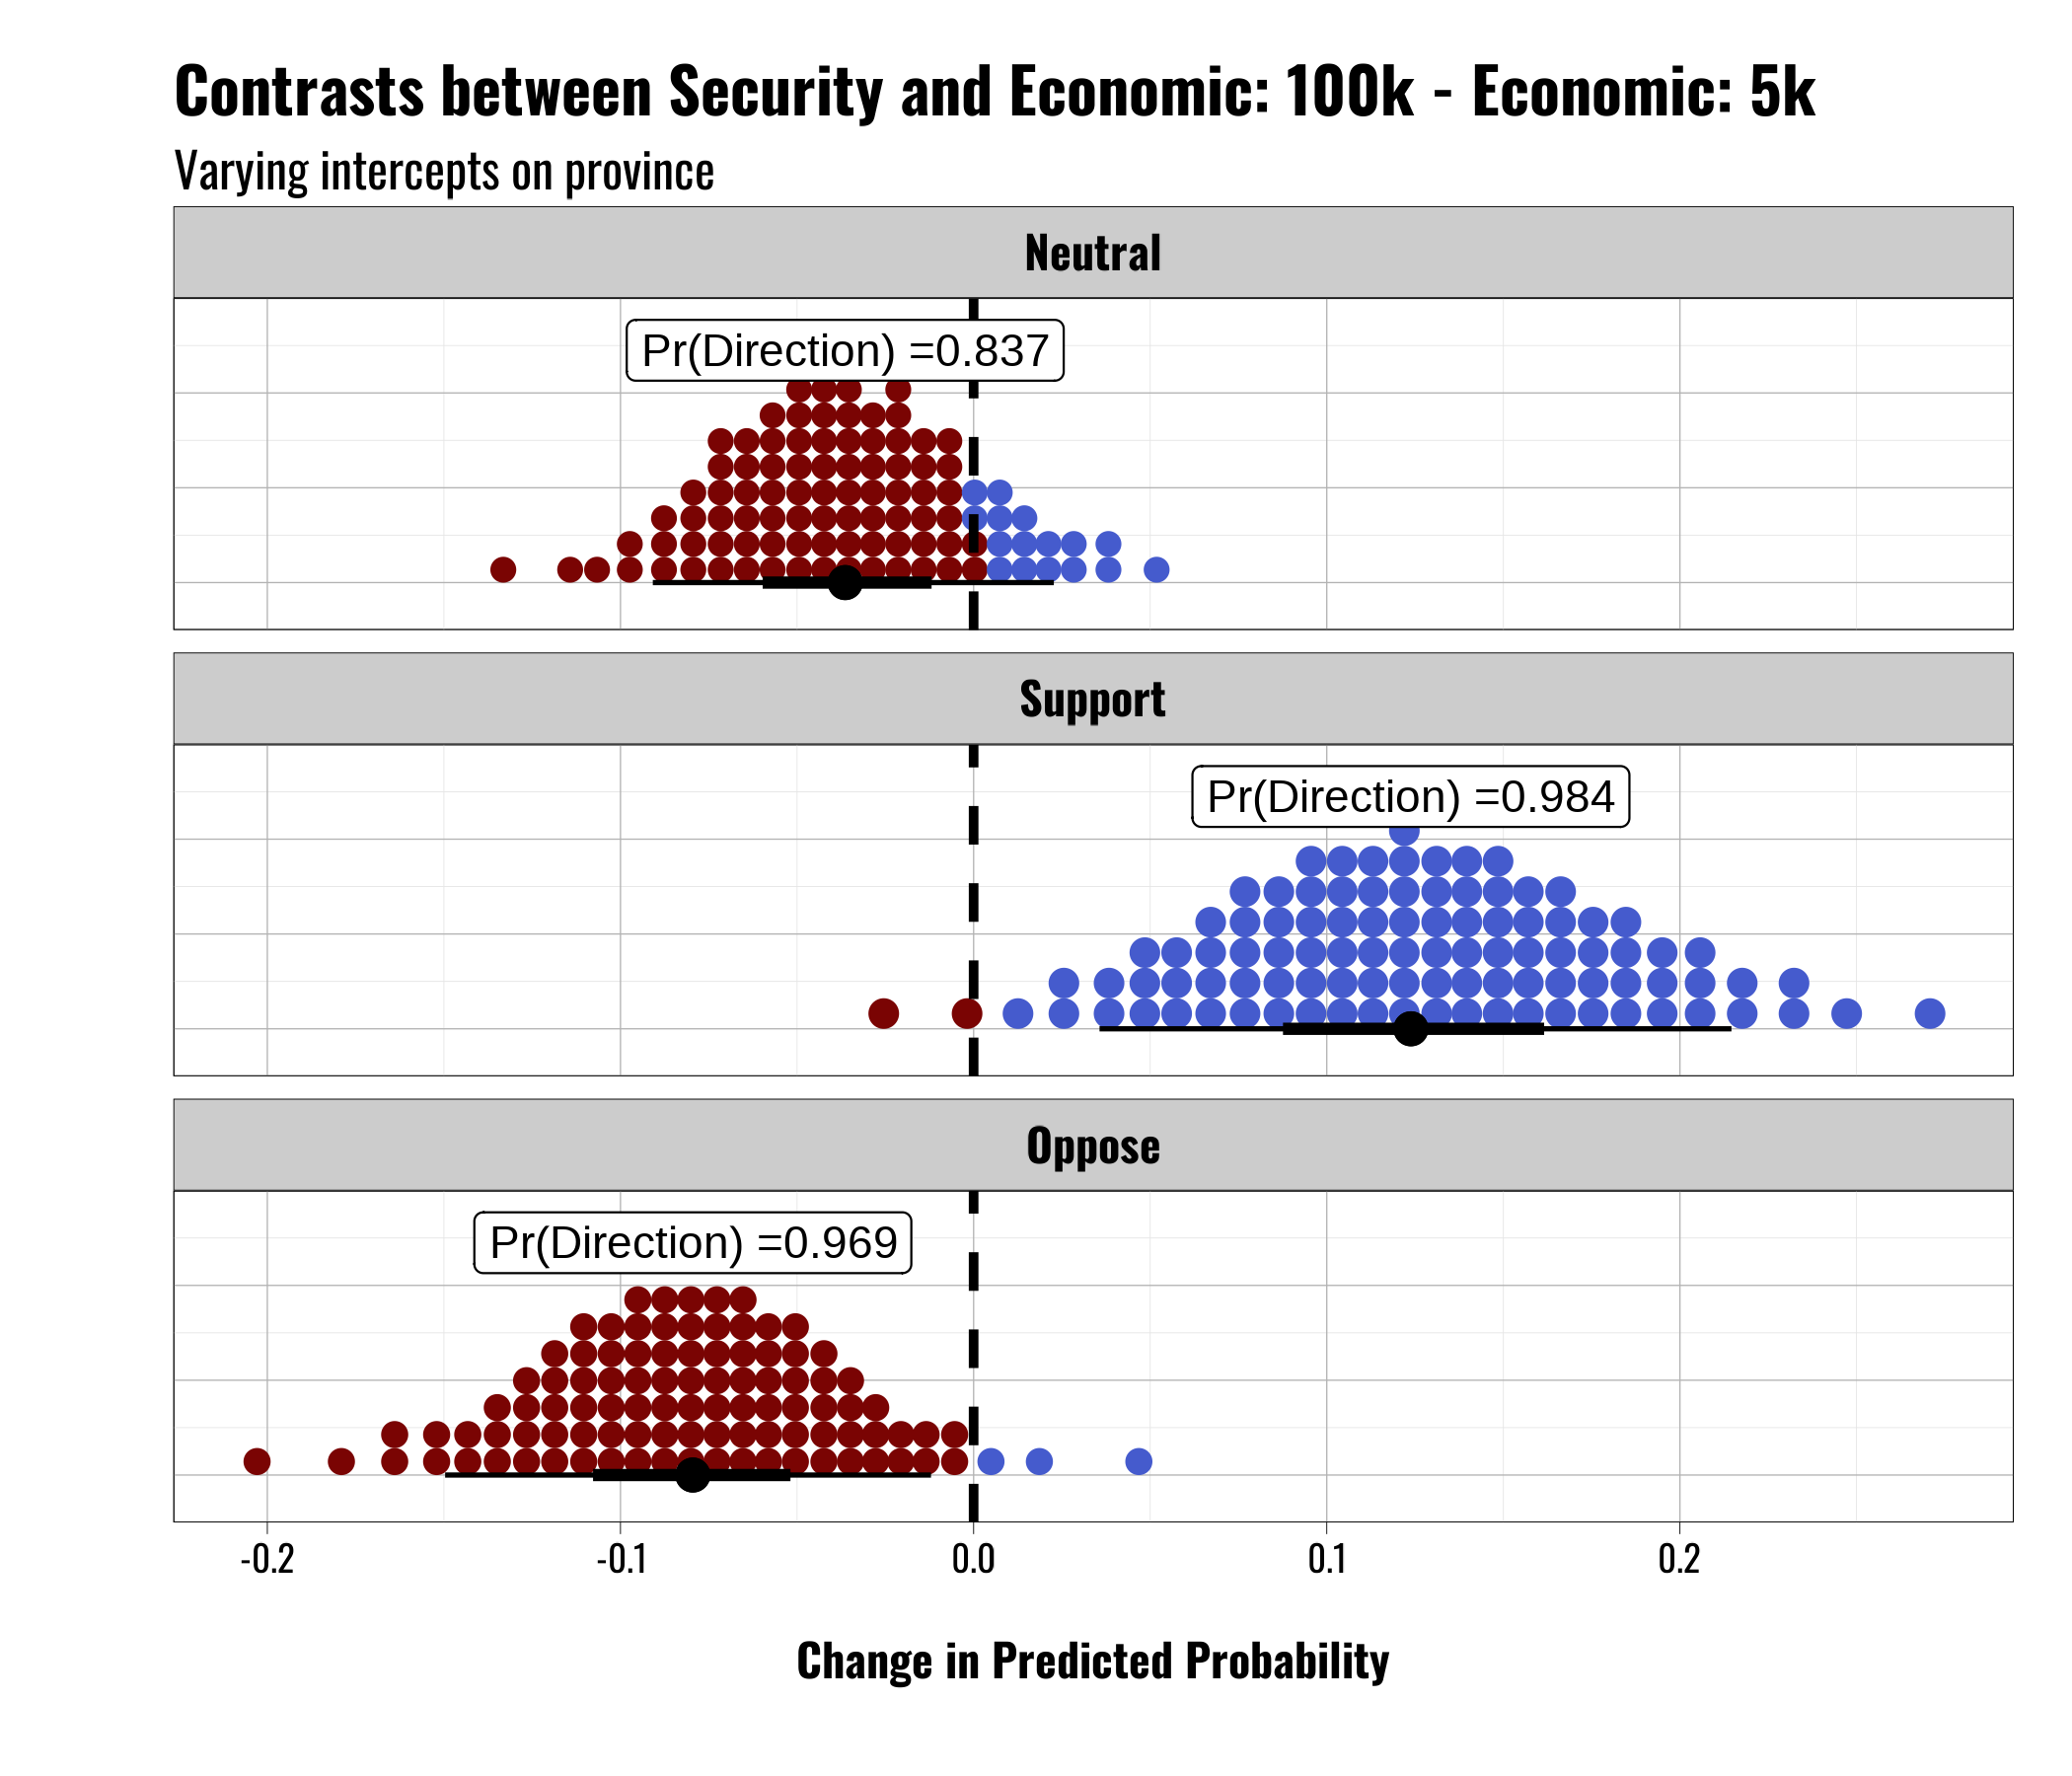 Contrasts between Security and Economic: 100k - Economic: 5k
Varying intercepts on province
Neutral
Pr(Direction) =0.837
Support
Pr(Direction) =0.984
Oppose
Pr(Direction) =0.969
-0.2 -0.1 0.0 0.1 0.2
Change in Predicted Probability